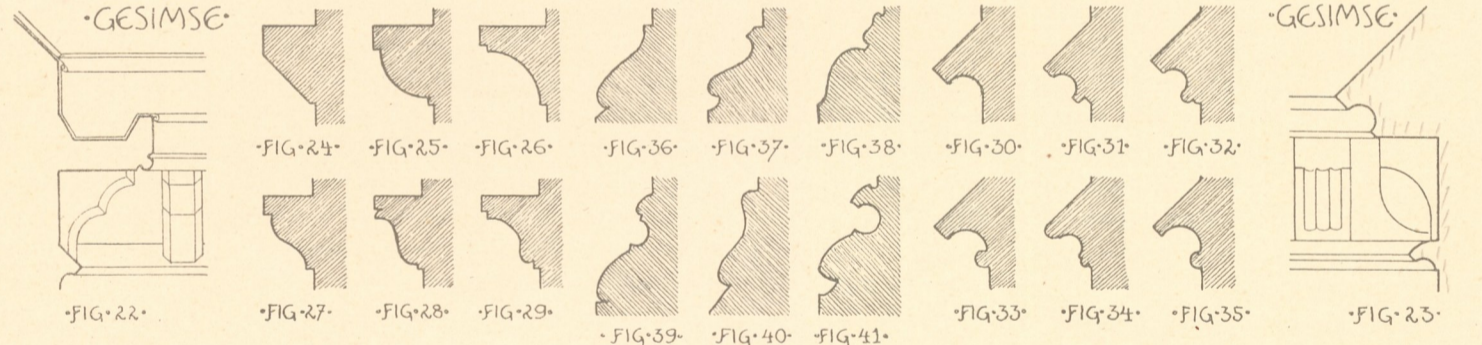 ·GESIMSE·
·GESIMSE·
·FIG·24· ·FIG·25· ·FIG·26· ·FIG·36· ·FIG·37· ·FIG·38· ·FIG·30· ·FIG·31· ·FIG·32·
·FIG·22· ·FIG·27· ·FIG·28· ·FIG·29· ·FIG·33· ·FIG·34· ·FIG·35· ·FIG·23·
·FIG·39· ·FIG·40· ·FIG·41·